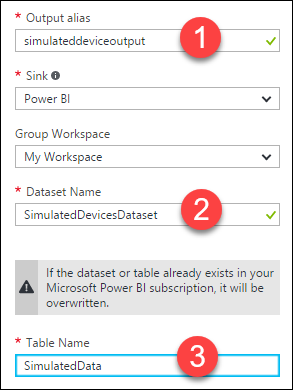 * Output alias
simulateddeviceoutput
1
* Sink
Power BI
Group Workspace
My Workspace
* Dataset Name
SimulatedDevicesDataset
2
If the dataset or table already exists in your
Microsoft Power BI subscription, it will be
overwritten.
* Table Name
SimulatedData
3